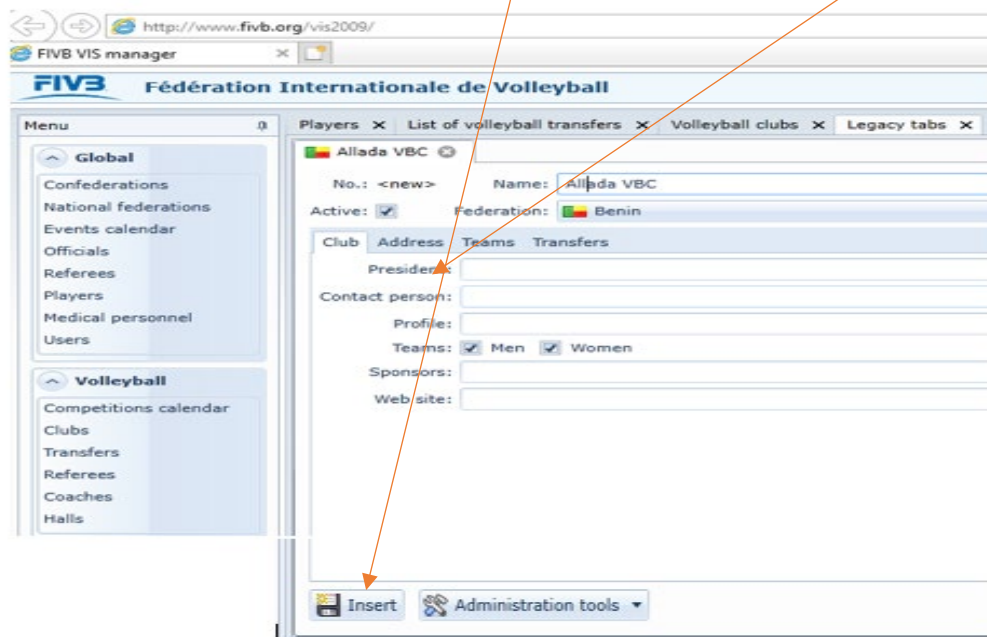 http://www.fivb.org/vis2009/
FIVB VIS manager
FIVB Fédération Internationale de Volleyball
Menu
Global
Confederations
National federations
Events calendar
Officials
Referees
Players
Medical personnel
Users
Volleyball
Competitions calendar
Clubs
Transfers
Referees
Coaches
Halls
Players List of volleyball transfers Volleyball clubs Legacy tabs
Allada VBC
No.: <new> Name: Allada VBC
Active: Federation: Benin
Club Address Teams Transfers
President:
Contact person:
Profile:
Teams: Men Women
Sponsors:
Web site:
Insert Administration tools